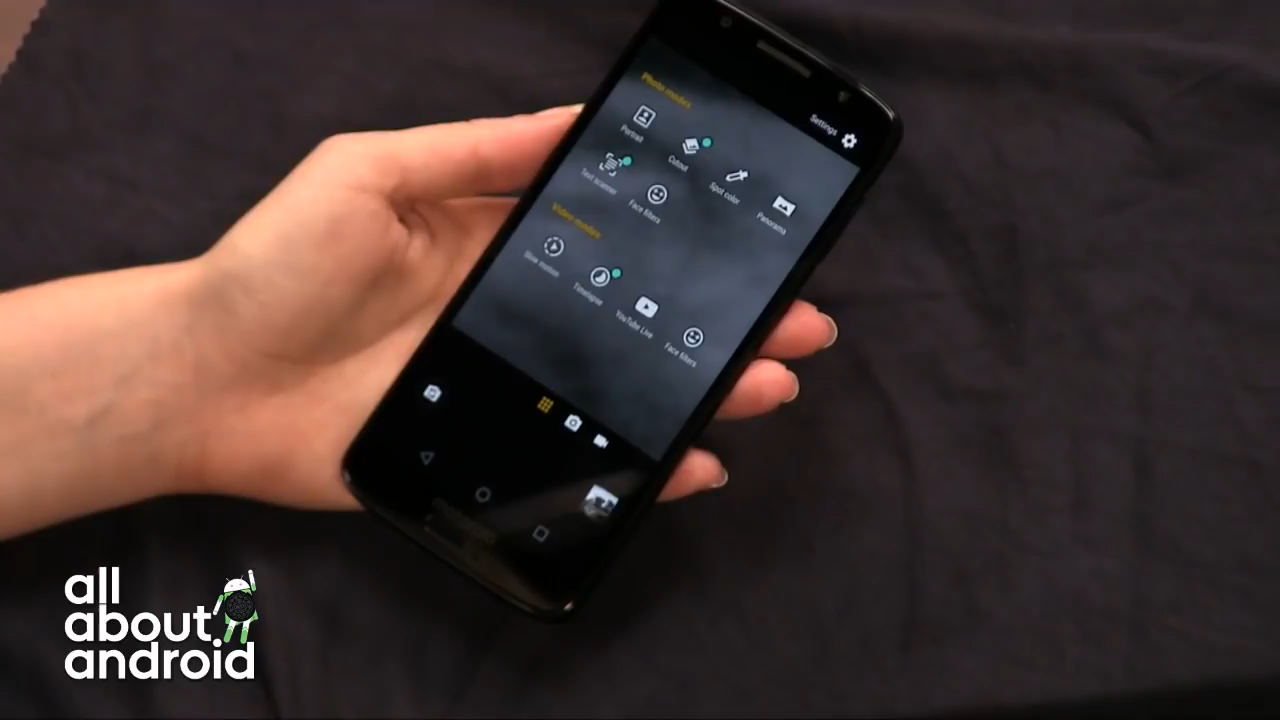 Settings
Photo modes
Portrait
Cutout
Spot color
Panorama
Text scanner
Face filters
Video modes
Slow motion
Timelapse
YouTube Live
Face filters
all
about
android